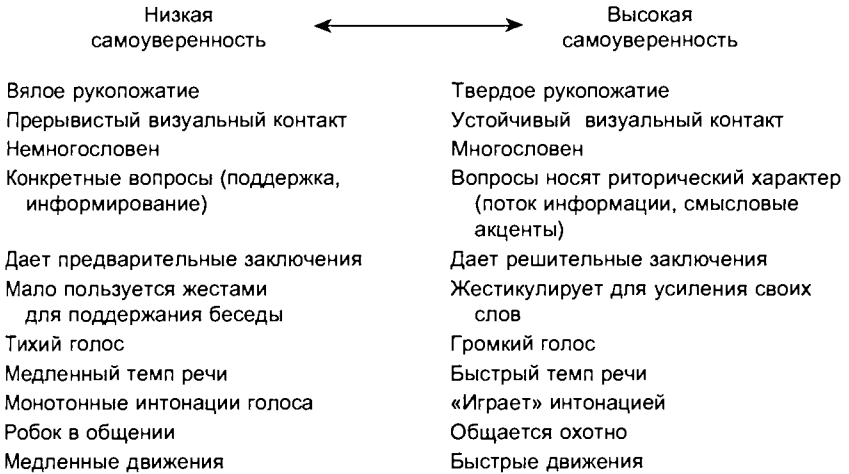 Низкая самоуверенность
Высокая самоуверенность
Вялое рукопожатие
Твердое рукопожатие
Прерывистый визуальный контакт
Устойчивый визуальный контакт
Немногословен
Многословен
Конкретные вопросы (поддержка,
информирование)
Вопросы носят риторический характер
(поток информации, смысловые
акценты)
Дает предварительные заключения
Дает решительные заключения
Мало пользуется жестами
для поддержания беседы
Жестикулирует для усиления своих
слов
Тихий голос
Громкий голос
Медленный темп речи
Быстрый темп речи
Монотонные интонации голоса
«Играет» интонацией
Робок в общении
Общается охотно
Медленные движения
Быстрые движения